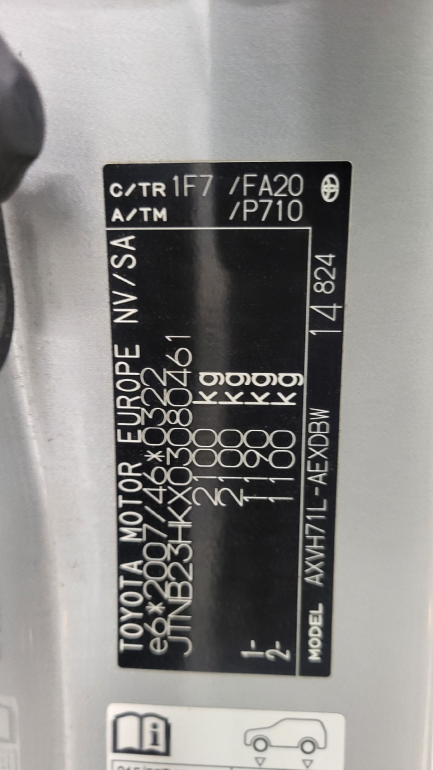 C/TR 1F7 /FA20
A/TM /P710
TOYOTA MOTOR EUROPE NV/SA
e6*2007/46*0322
JTNB23HKX03080461
2100 kg
2100 kg
1- 1190 kg
2- 1100 kg
MODEL AXVH71L-AEXDBW 14 824
i